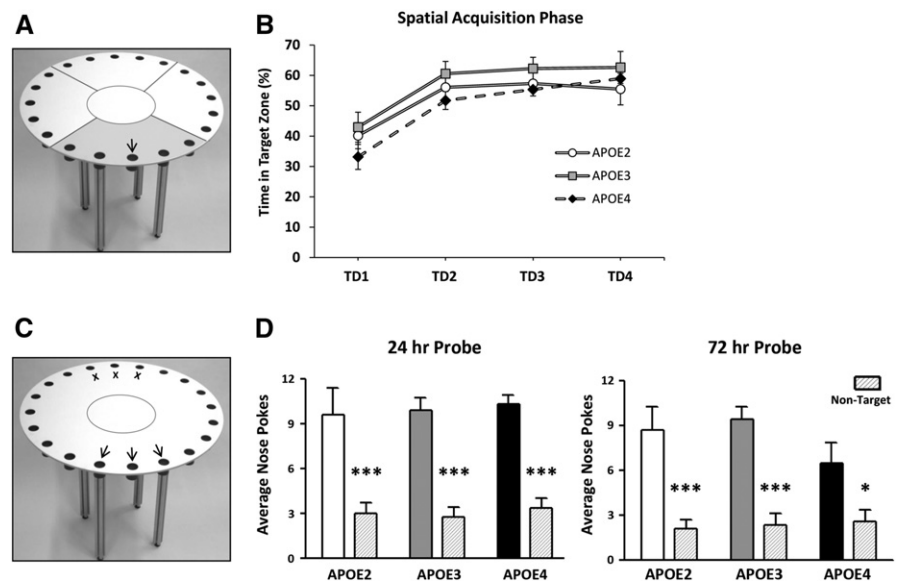 A
B
Spatial Acquisition Phase
Time in Target Zone (%)
70
60
50
40
30
20
10
0
APOE2
APOE3
APOE4
TD1 TD2 TD3 TD4
C
x x x
D
24 hr Probe
Average Nose Pokes
12
9
6
3
0
*** *** ***
APOE2 APOE3 APOE4
72 hr Probe
Average Nose Pokes
12
9
6
3
0
Non-Target
*** *** *
APOE2 APOE3 APOE4